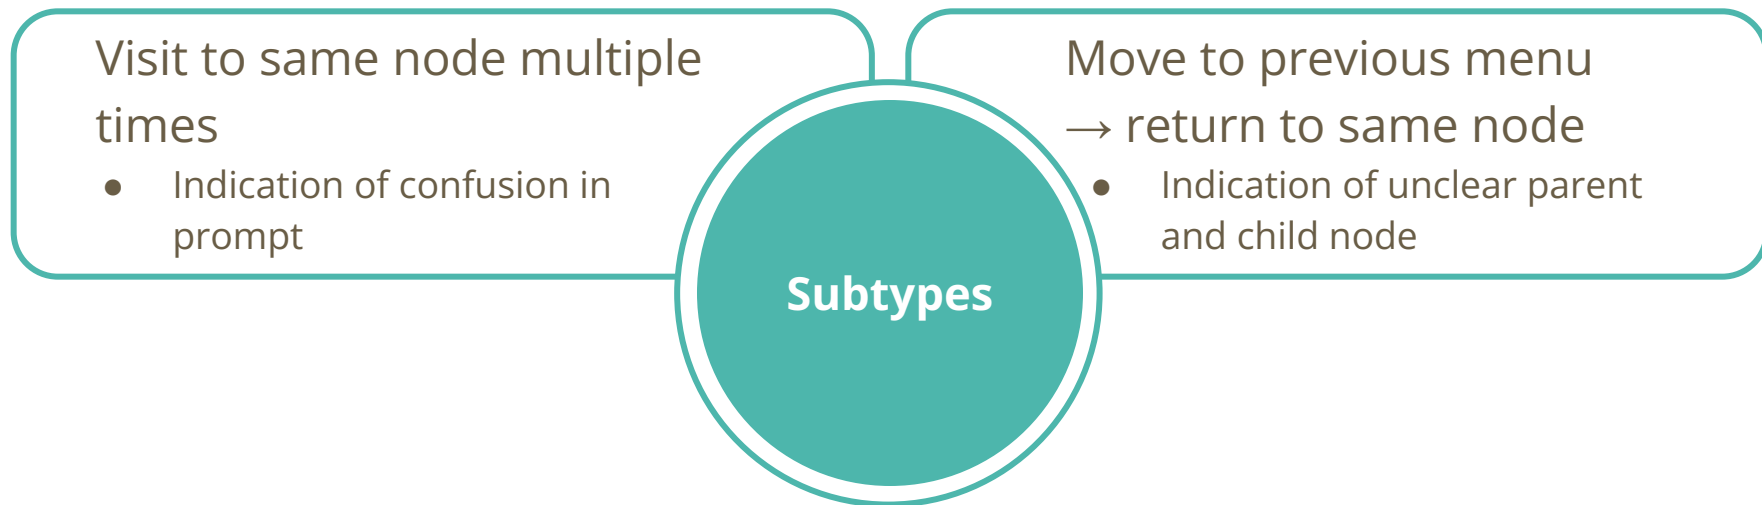 Visit to same node multiple
times
● Indication of confusion in
prompt
Move to previous menu
→ return to same node
● Indication of unclear parent
and child node
Subtypes